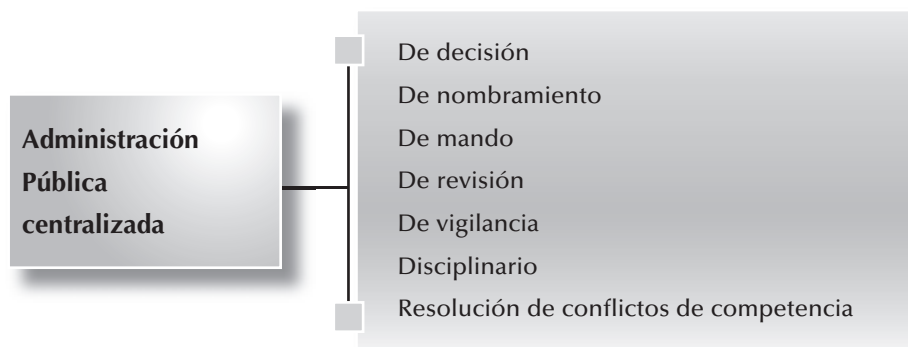 Administración
Pública
centralizada
De decisión
De nombramiento
De mando
De revisión
De vigilancia
Disciplinario
Resolución de conflictos de competencia